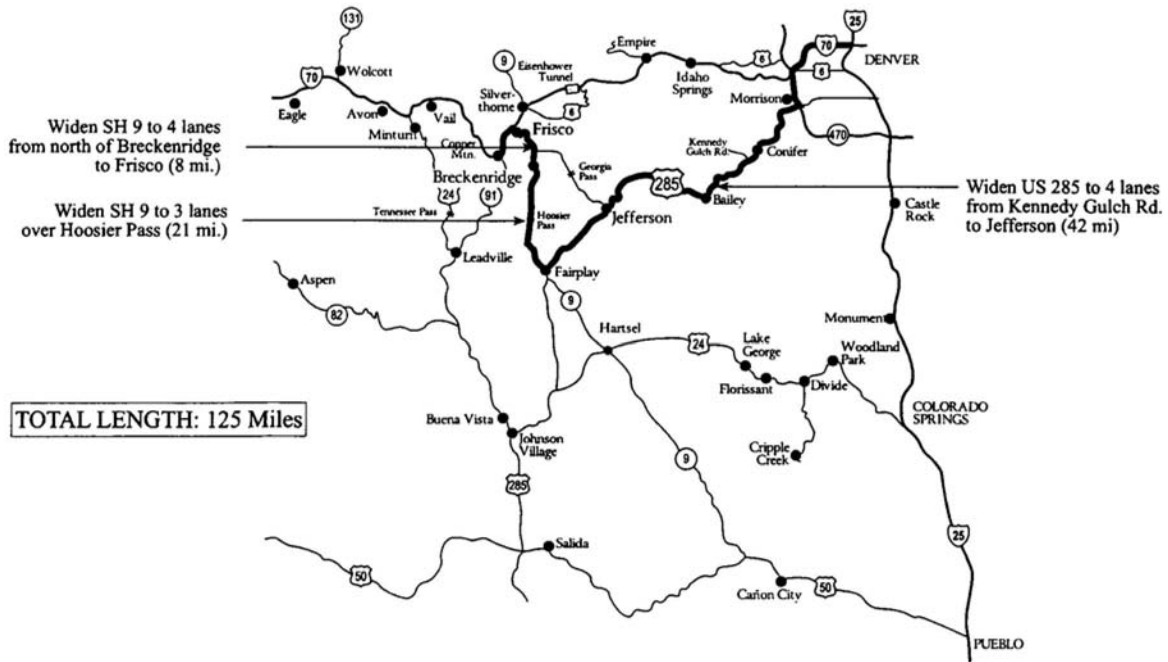 131
25
Wolcott
9
Empire
70
6
DENVER
70
Eisenhower
Tunnel
Idaho
Springs
6
Eagle
Avon
Vail
Silver-
thorne
6
Morrison
Minturn
Copper
Mtn.
Frisco
470
Widen SH 9 to 4 lanes
from north of Breckenridge
to Frisco (8 mi.)
Kennedy
Gulch Rd.
Conifer
Breckenridge
Georgia
Pass
285
24
91
Bailey
Widen US 285 to 4 lanes
from Kennedy Gulch Rd.
to Jefferson (42 mi)
Castle
Rock
Widen SH 9 to 3 lanes
over Hoosier Pass (21 mi.)
Tennesser Pass
Hoosier
Pass
Jefferson
Leadville
Fairplay
Aspen
9
82
Hartsel
24
Lake
George
Monument
Woodland
Park
Florissant
Divide
TOTAL LENGTH: 125 Miles
Buena Vista
Johnson
Village
COLORADO
SPRINGS
Cripple
Creek
9
285
Salida
25
50
Cañon City
50
PUEBLO